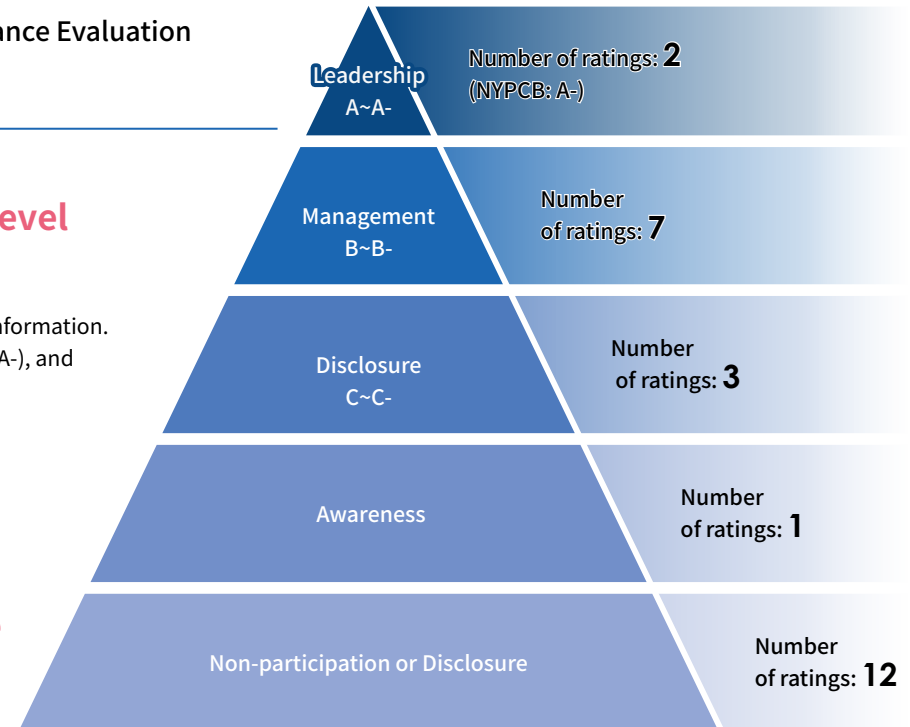 ance Evaluation
evel
nformation.
A-), and
Leadership
A~A-
Number of ratings: 2
(NYPCB: A-)
Management
B~B-
Number
of ratings: 7
Disclosure
C~C-
Number
of ratings: 3
Awareness
Number
of ratings: 1
Non-participation or Disclosure
Number
of ratings: 12